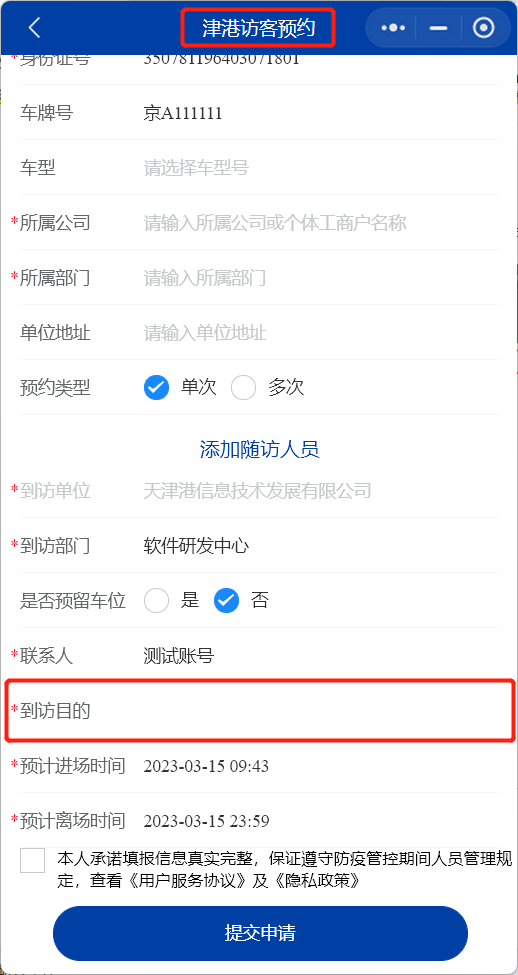 津港访客预约
*身份证号 350781196403071801
车牌号 京A111111
车型 请选择车型号
*所属公司 请输入所属公司或个体工商户名称
*所属部门 请输入所属部门
单位地址 请输入单位地址
预约类型 单次 多次
添加随访人员
*到访单位 天津港信息技术发展有限公司
*到访部门 软件研发中心
是否预留车位 是 否
*联系人 测试账号
*到访目的
*预计进场时间 2023-03-15 09:43
*预计离场时间 2023-03-15 23:59
本人承诺填报信息真实完整，保证遵守防疫管控期间人员管理规
定，查看《用户服务协议》及《隐私政策》
提交申请